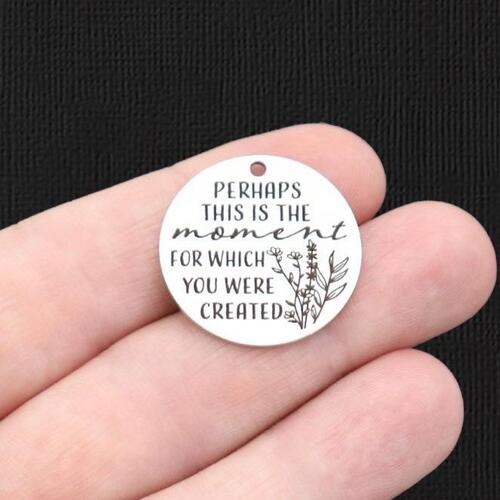 PERHAPS
THIS IS THE
moment
FOR WHICH
YOU WERE
CREATED